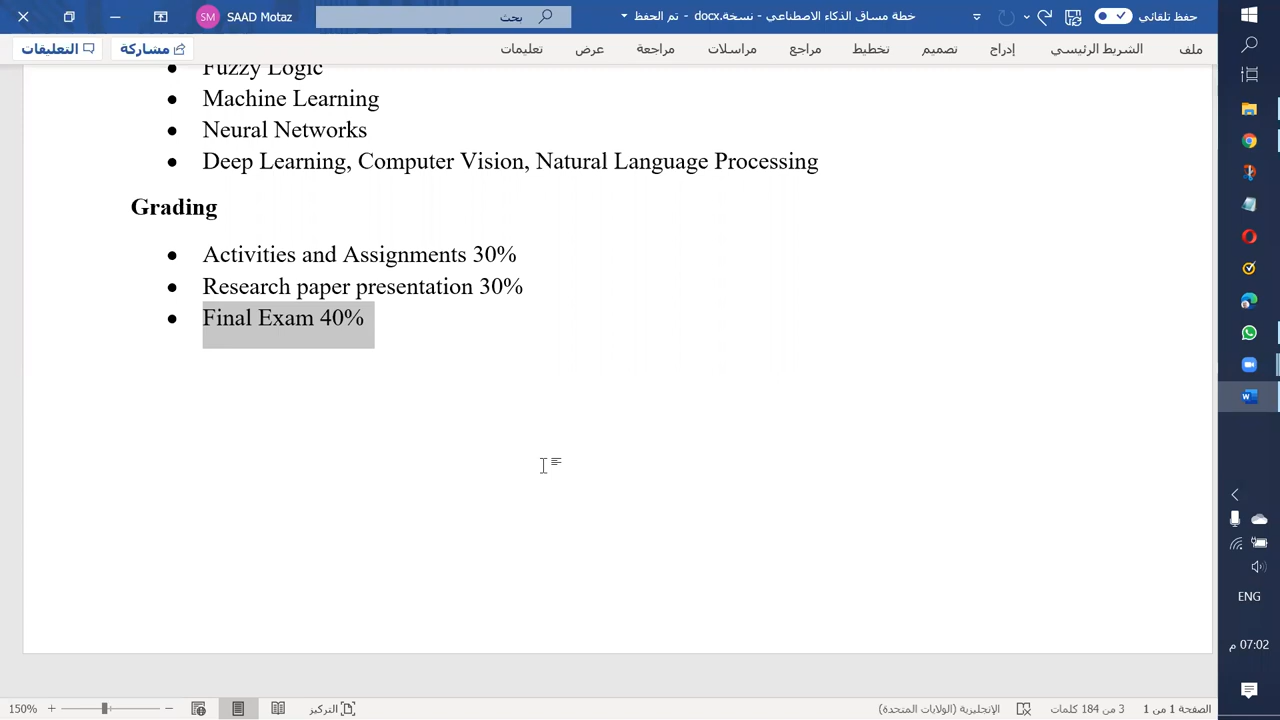 حفظ تلقائي
خطة مساق الذكاء الاصطناعي - نسخة.docx - تم الحفظ
بحث
SAAD Motaz
SM
ملف
الشريط الرئيسي
إدراج
تصميم
تخطيط
مراجع
مراسلات
مراجعة
عرض
تعليمات
مشاركة
التعليقات
• Fuzzy Logic
• Machine Learning
• Neural Networks
• Deep Learning, Computer Vision, Natural Language Processing
Grading
• Activities and Assignments 30%
• Research paper presentation 30%
• Final Exam 40%
ENG
07:02 م
الصفحة 1 من 1
3 من 184 كلمات
الإنجليزية (الولايات المتحدة)
التركيز
150%